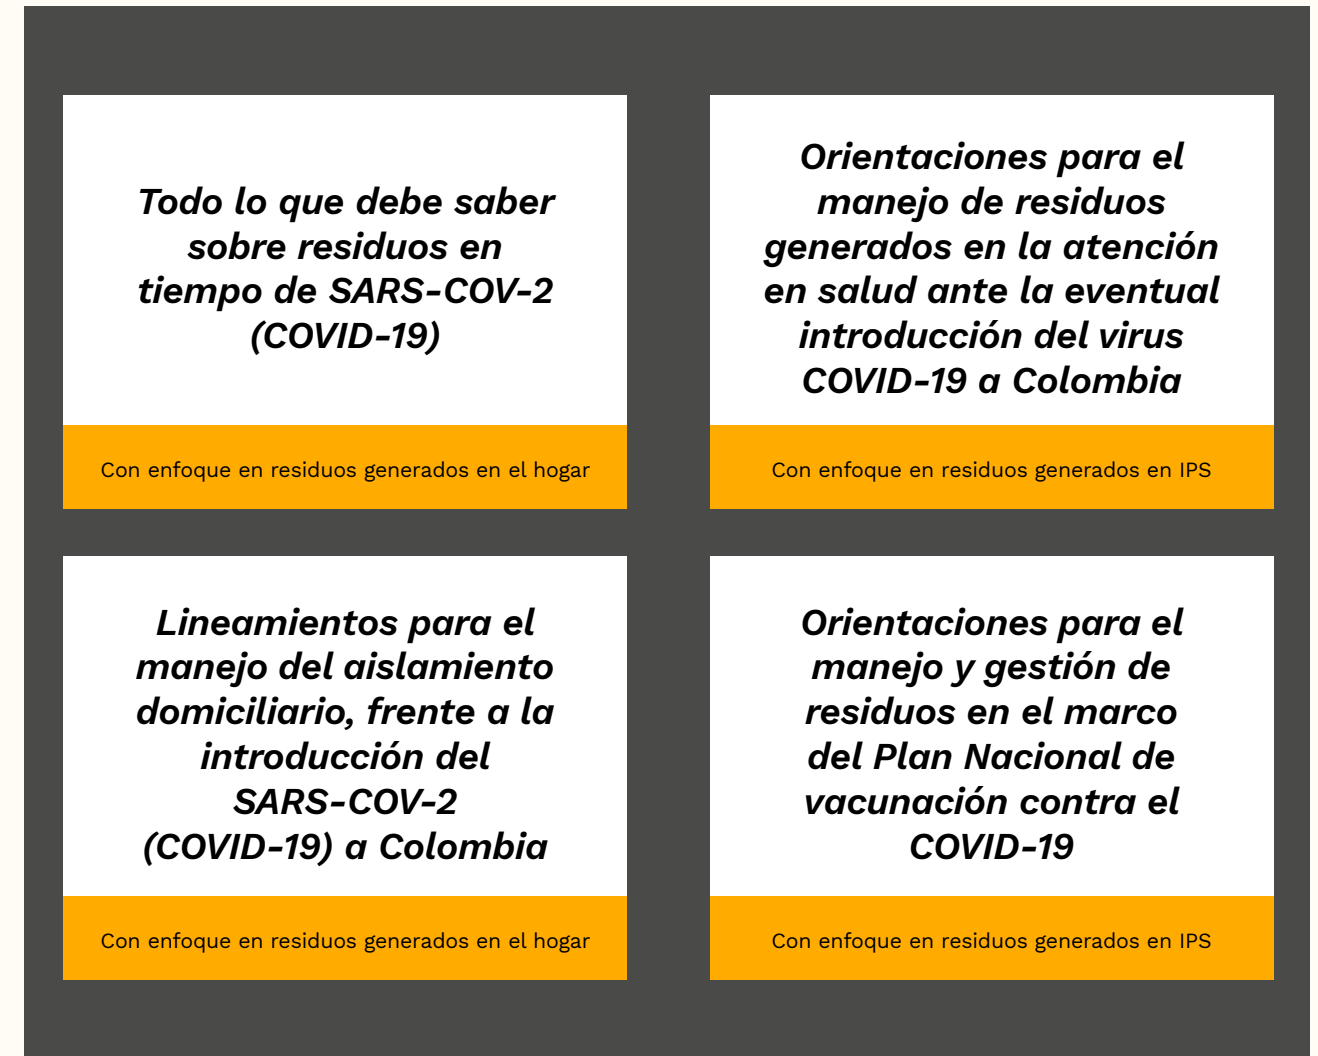 Todo lo que debe saber
sobre residuos en
tiempo de SARS-COV-2
(COVID-19)
Con enfoque en residuos generados en el hogar
Orientaciones para el
manejo de residuos
generados en la atención
en salud ante la eventual
introducción del virus
COVID-19 a Colombia
Con enfoque en residuos generados en IPS
Lineamientos para el
manejo del aislamiento
domiciliario, frente a la
introducción del
SARS-COV-2
(COVID-19) a Colombia
Con enfoque en residuos generados en el hogar
Orientaciones para el
manejo y gestión de
residuos en el marco
del Plan Nacional de
vacunación contra el
COVID-19
Con enfoque en residuos generados en IPS